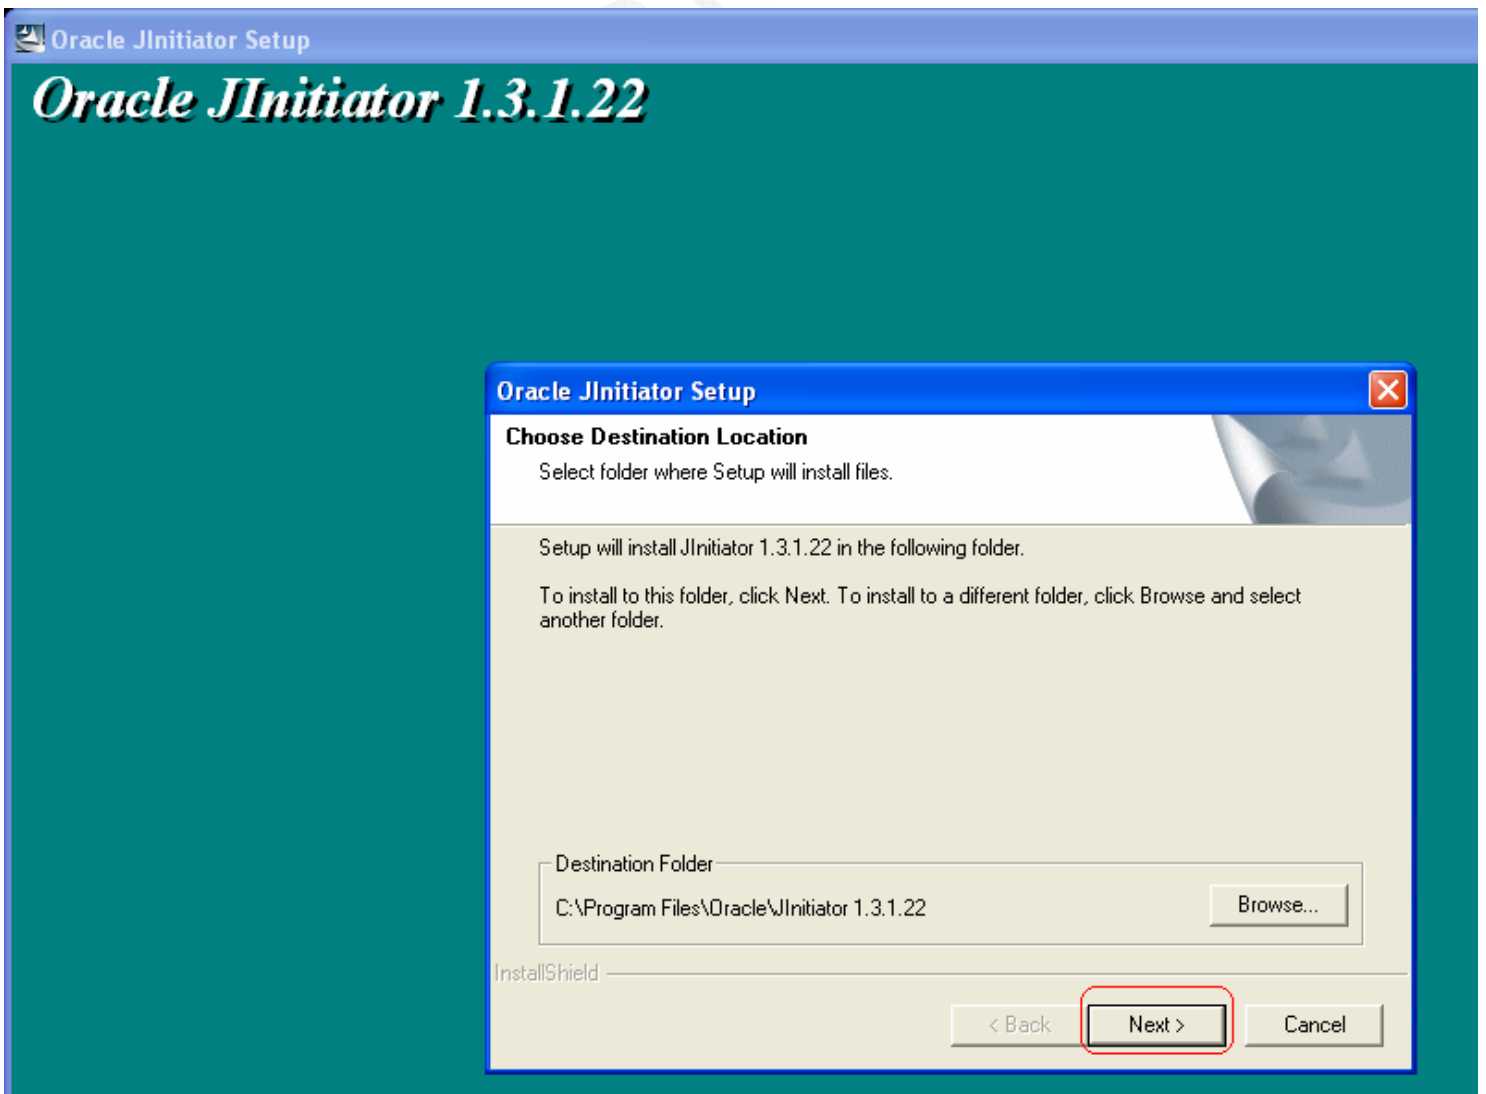 Oracle JInitiator Setup
Oracle JInitiator 1.3.1.22
Oracle JInitiator Setup
Choose Destination Location
Select folder where Setup will install files.
Setup will install JInitiator 1.3.1.22 in the following folder.
To install to this folder, click Next. To install to a different folder, click Browse and select
another folder.
Destination Folder
C:\Program Files\Oracle\JInitiator 1.3.1.22
Browse...
InstallShield
< Back
Next >
Cancel